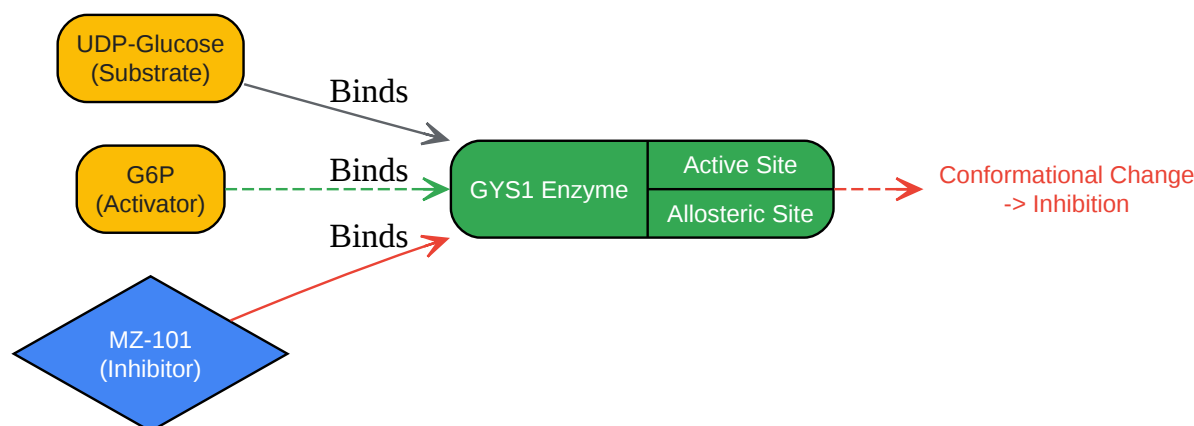 UDP-Glucose
(Substrate)
Binds
G6P
(Activator)
Binds
GYS1 Enzyme
Active Site
Allosteric Site
Conformational Change
-> Inhibition
Binds
MZ-101
(Inhibitor)